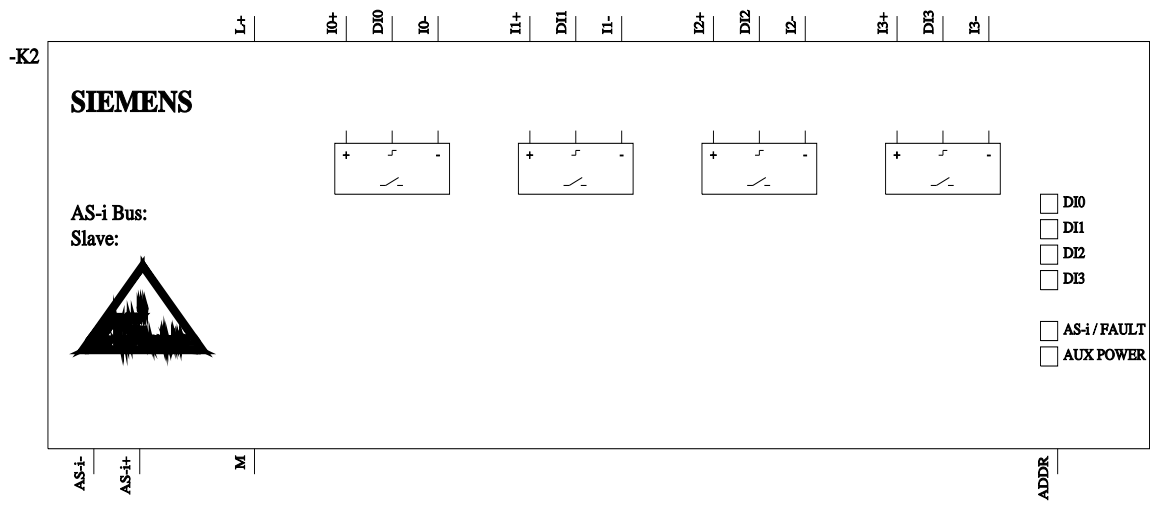 L+ I0+ DI0 I0- I1+ DI1 I1- I2+ DI2 I2- I3+ DI3 I3-
-K2
SIEMENS
+ - + - + - + -
AS-i Bus:
Slave:
DI0
DI1
DI2
DI3
AS-i / FAULT
AUX POWER
AS-i- AS-i+ M ADDR